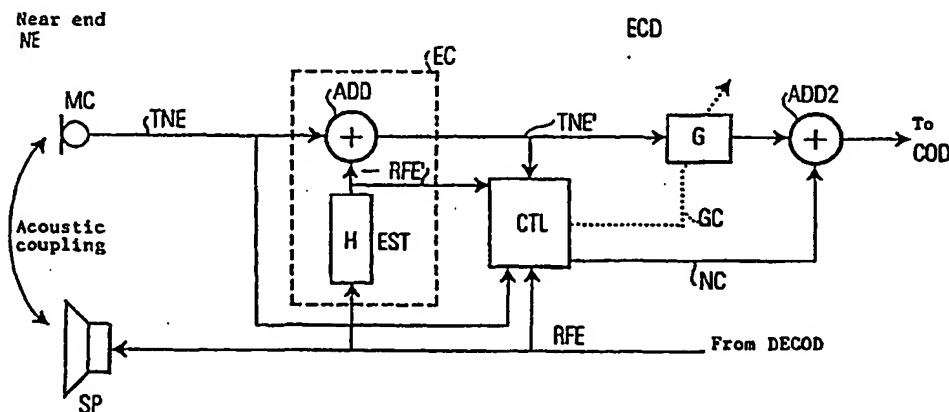 Near end
NE
ECD
EC
MC
TNE
ADD
+
TNE'
G
ADD2
+
To
COD
– RFE'
Acoustic
coupling
H
EST
CTL
GC
NC
RFE
From DECOD
SP